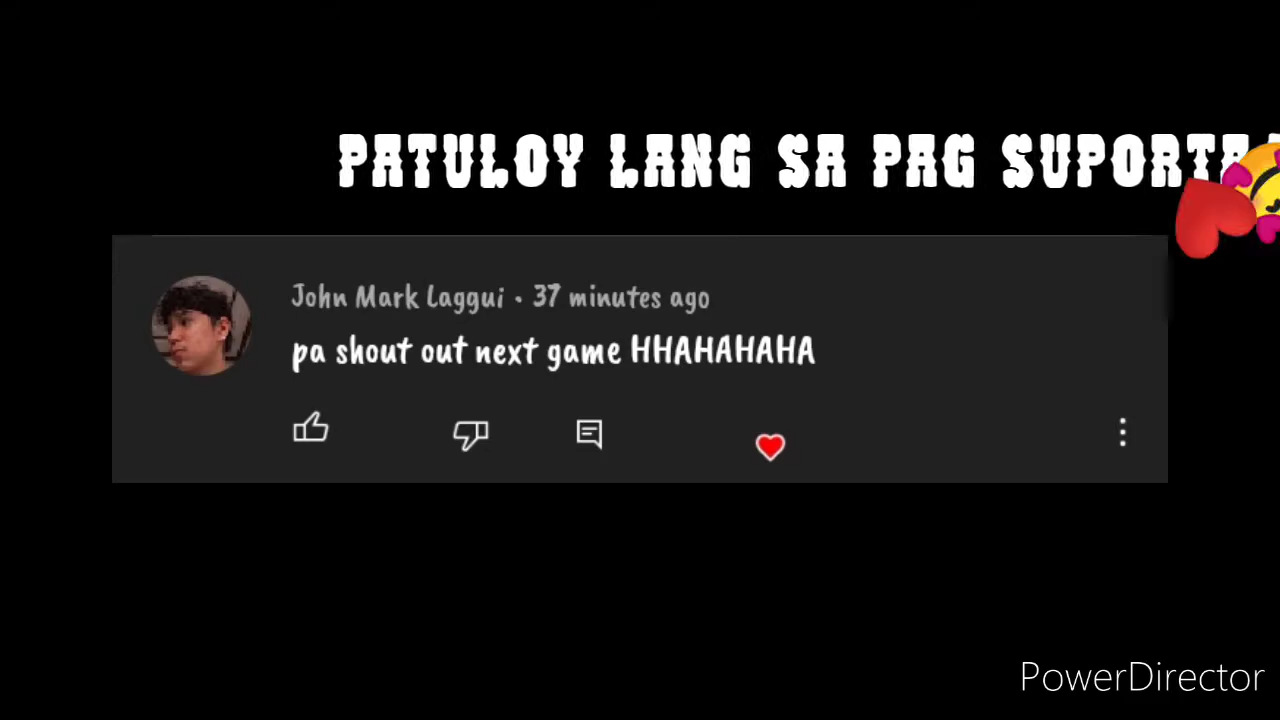 PATULOY LANG SA PAG SUPORTA
John Mark Laggui • 37 minutes ago
pa shout out next game HHAHAHAHA
PowerDirector